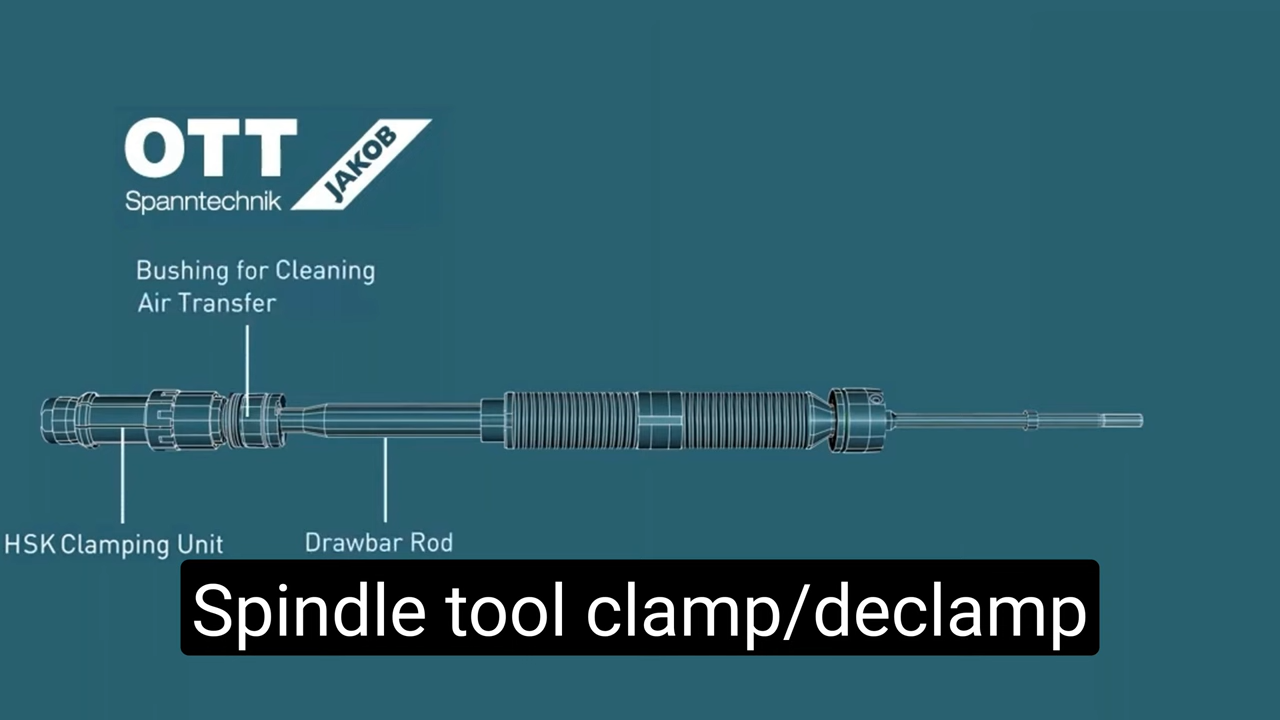 OTT
JAKOB
Spanntechnik
Bushing for Cleaning
Air Transfer
HSK Clamping Unit
Drawbar Rod
Spindle tool clamp/declamp